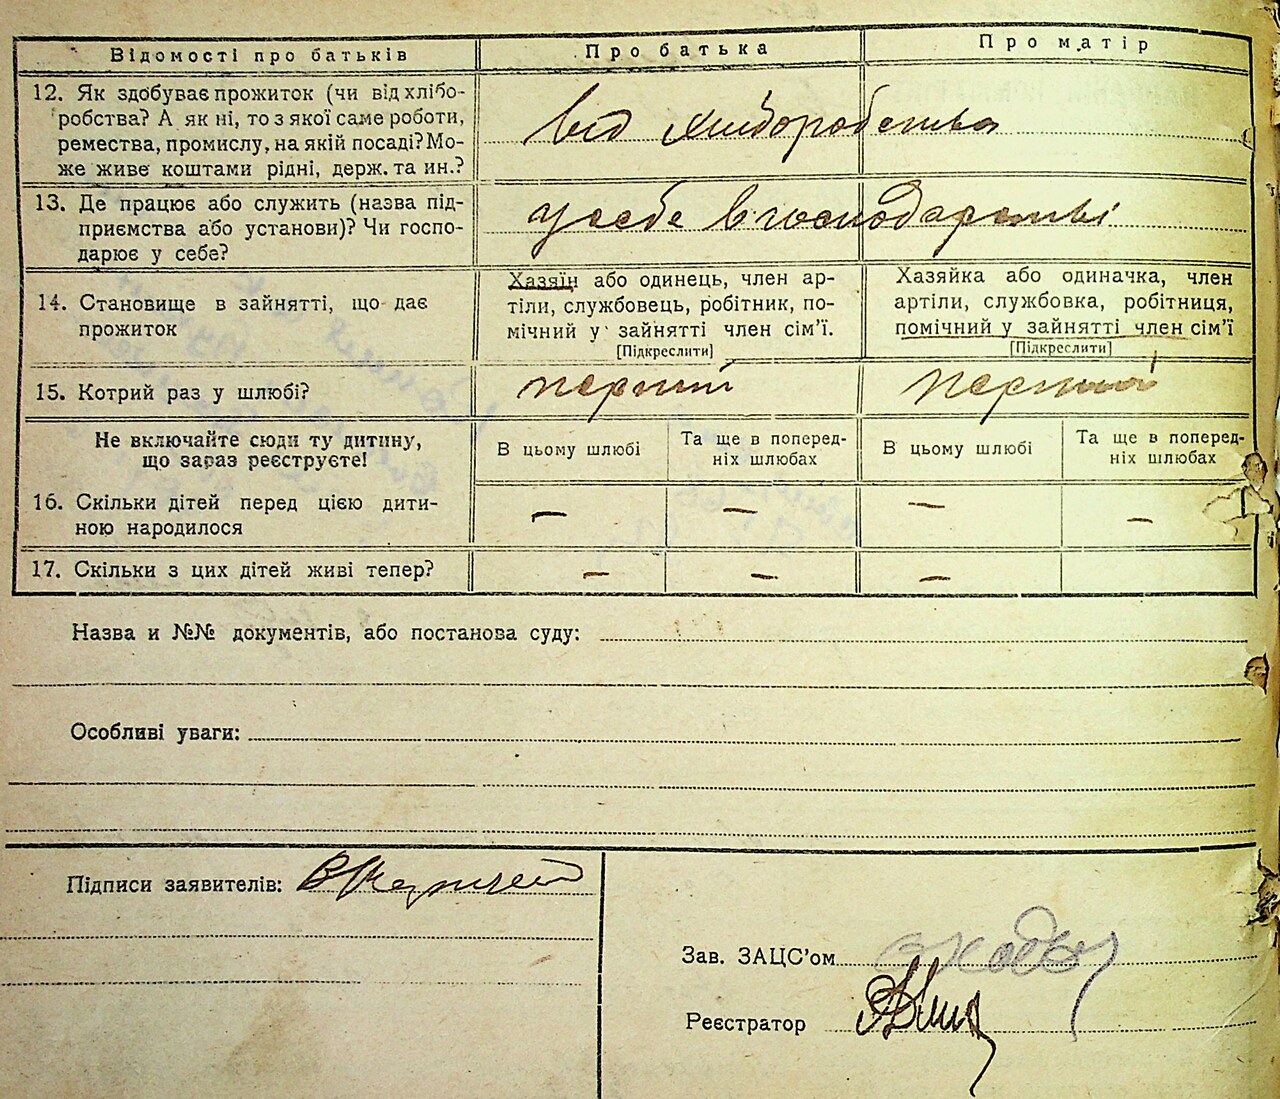 Відомості про батьків
Про батька
Про матір
12. Як здобуває прожиток (чи від хлібо-
робства? А як ні, то з якої саме роботи,
ремества, промислу, на якій посаді? Мо-
же живе коштами рідні, держ. та ин.?
від хліборобства
13. Де працює або служить (назва під-
приємства або установи)? Чи госпо-
дарює у себе?
у себе в господарстві
14. Становище в зайнятті, що дає
прожиток
Хазяїн або одинець, член ар-
тіли, службовець, робітник, по-
мічний у зайнятті член сім'ї.
[Підкреслити]
Хазяйка або одиначка, член
артіли, службовка, робітниця,
помічний у зайнятті член сім'ї
[Підкреслити]
15. Котрий раз у шлюбі?
перший
перший
Не включайте сюди ту дитину,
що зараз реєструєте!
В цьому шлюбі
Та ще в поперед-
ніх шлюбах
В цьому шлюбі
Та ще в поперед-
ніх шлюбах
16. Скільки дітей перед цією дити-
ною народилося
— — — —
17. Скільки з цих дітей живі тепер?
— — —
Назва и №№ документів, або постанова суду:
Особливі уваги:
Підписи заявителів:
Зав. ЗАЦС'ом
Реєстратор